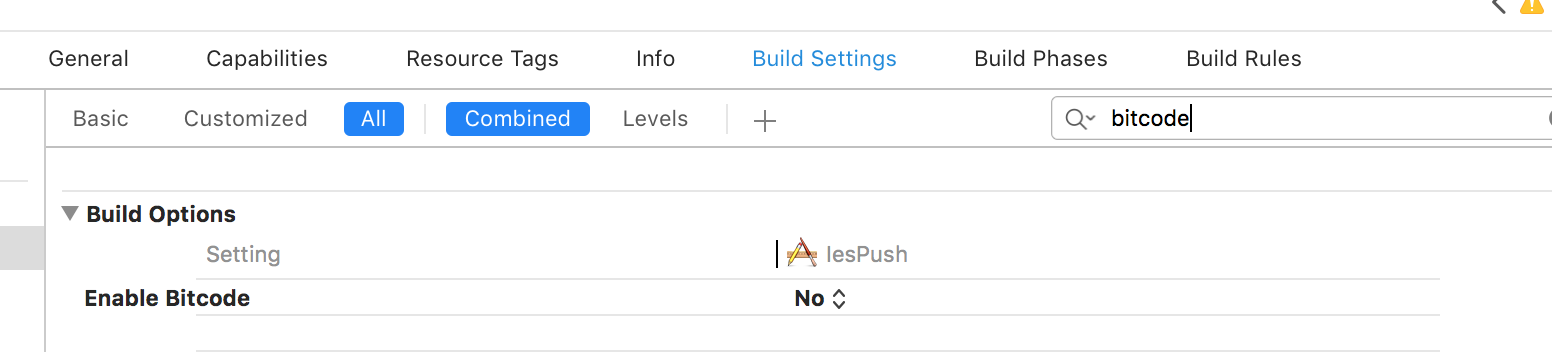 General Capabilities Resource Tags Info Build Settings Build Phases Build Rules
Basic Customized All Combined Levels bitcode
Build Options
Setting IesPush
Enable Bitcode No